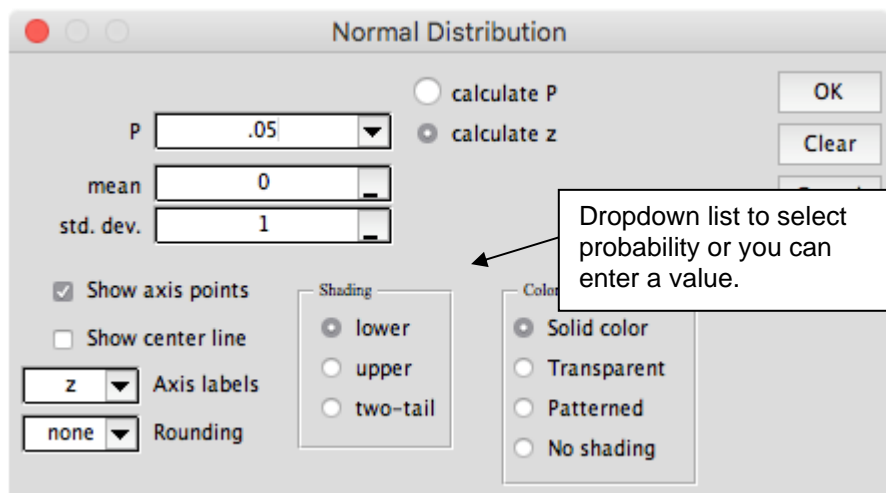 Normal Distribution
calculate P
OK
P .05 calculate z
Clear
mean 0
std. dev. 1
Dropdown list to select
probability or you can
enter a value.
Show axis points
Shading
lower
upper
two-tail
Show center line
z Axis labels
none Rounding
Solid color
Transparent
Patterned
No shading